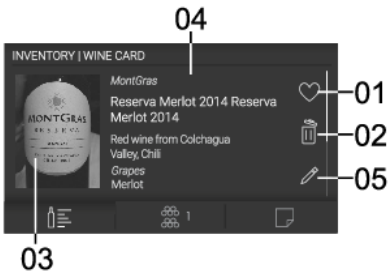 04
INVENTORY | WINE CARD
MontGras
Reserva Merlot 2014 Reserva
Merlot 2014
Red wine from Colchagua
Valley, Chili
Grapes
Merlot
MONTGRAS
RESERVA
01
02
05
1
03